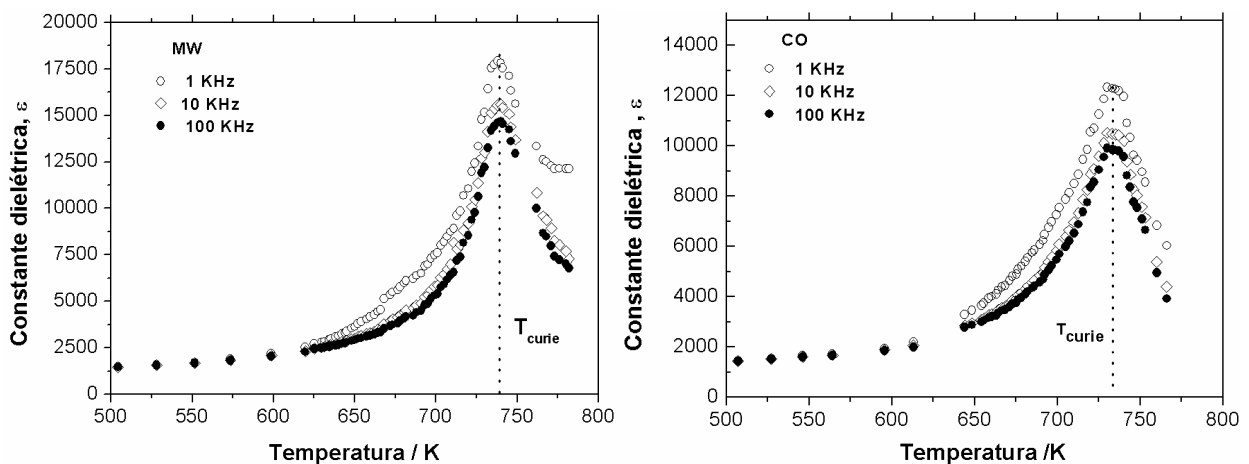 MW
1 KHz
10 KHz
100 KHz
T curie
Constante dielétrica, ε
20000
17500
15000
12500
10000
7500
5000
2500
0
500 550 600 650 700 750 800
Temperatura / K
CO
1 KHz
10 KHz
100 KHz
T curie
Constante dielétrica , ε
14000
12000
10000
8000
6000
4000
2000
0
500 550 600 650 700 750 800
Temperatura /K